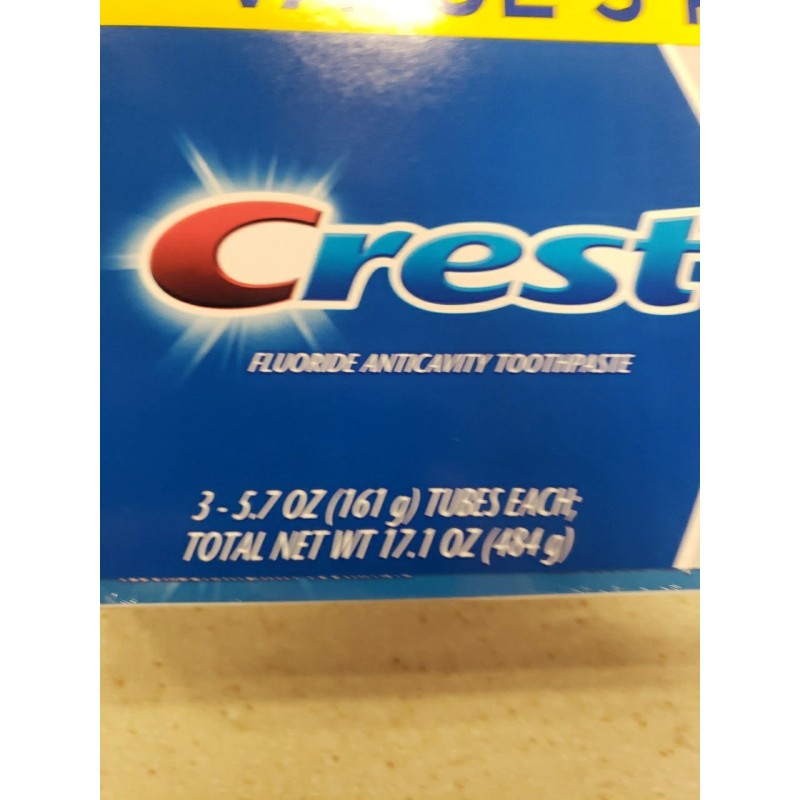 Crest
FLUORIDE ANTICAVITY TOOTHPASTE
3 - 5.7 OZ (161 g) TUBES EACH;
TOTAL NET WT 17.1 OZ (484 g)